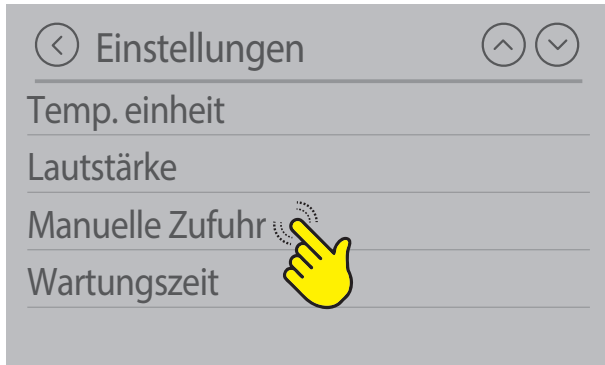 Einstellungen
Temp. einheit
Lautstärke
Manuelle Zufuhr
Wartungszeit